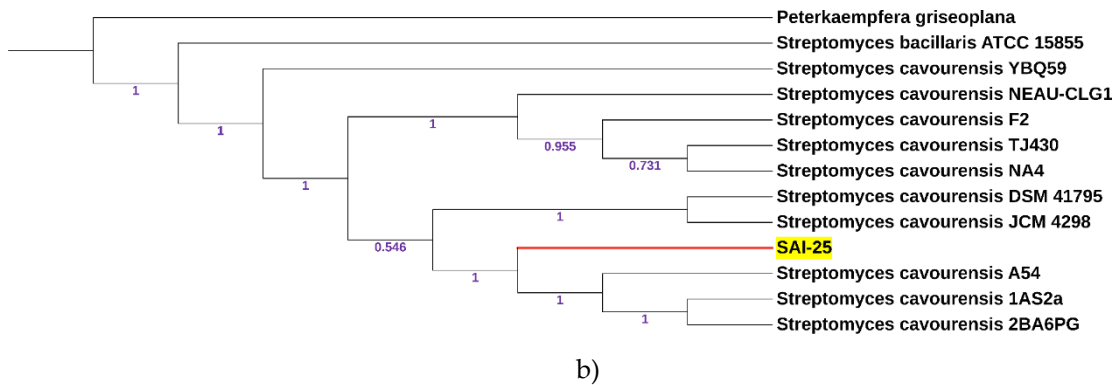 Peterkaempfera griseoplana
Streptomyces bacillaris ATCC 15855
1
Streptomyces cavourensis YBQ59
1
Streptomyces cavourensis NEAU-CLG1
1
Streptomyces cavourensis F2
0.955
Streptomyces cavourensis TJ430
0.731
Streptomyces cavourensis NA4
1
Streptomyces cavourensis DSM 41795
1
Streptomyces cavourensis JCM 4298
0.546
SAI-25
1
Streptomyces cavourensis A54
1
Streptomyces cavourensis 1AS2a
1
Streptomyces cavourensis 2BA6PG
b)